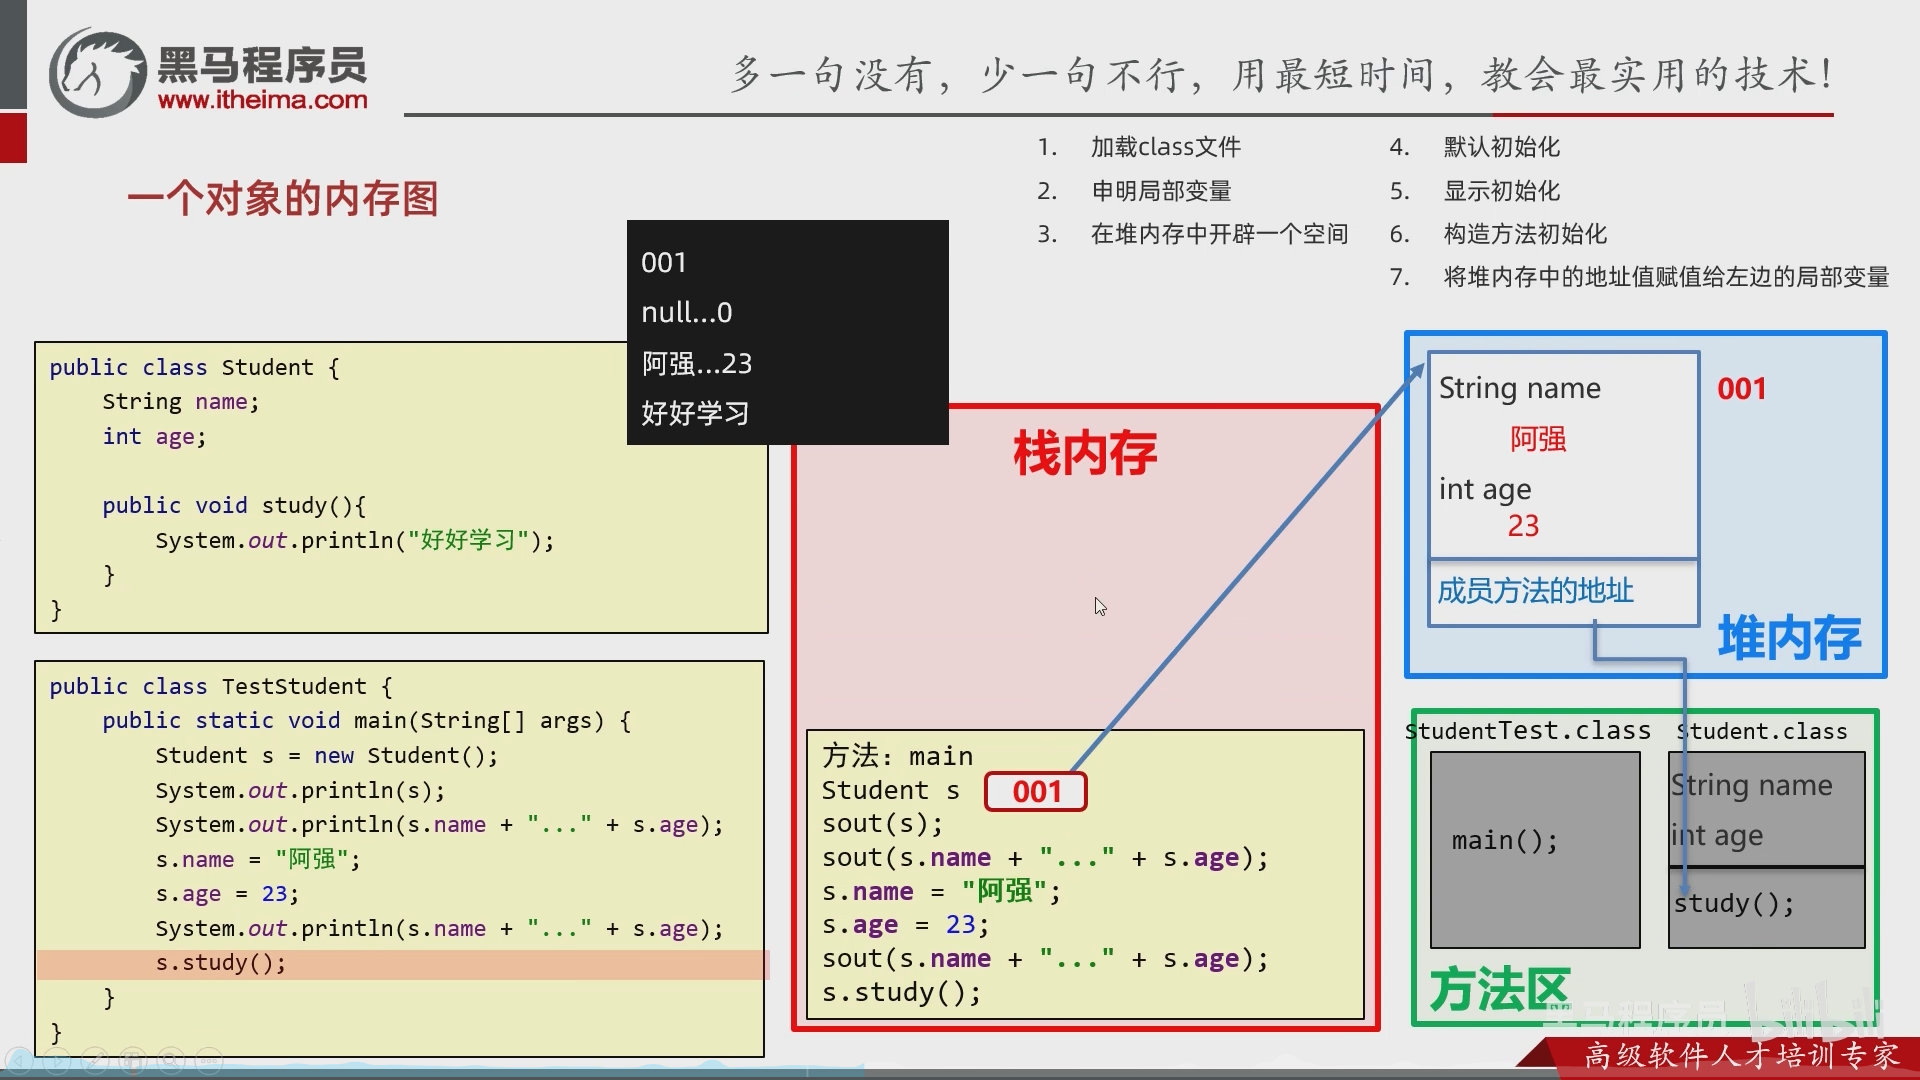 黑马程序员
www.itheima.com
多一句没有，少一句不行，用最短时间，教会最实用的技术！
一个对象的内存图
1. 加载class文件
2. 申明局部变量
3. 在堆内存中开辟一个空间
4. 默认初始化
5. 显示初始化
6. 构造方法初始化
7. 将堆内存中的地址值赋值给左边的局部变量
001
null...0
阿强...23
好好学习
public class Student {
String name;
int age;
public void study(){
System.out.println("好好学习");
}
}
public class TestStudent {
public static void main(String[] args) {
Student s = new Student();
System.out.println(s);
System.out.println(s.name + "..." + s.age);
s.name = "阿强";
s.age = 23;
System.out.println(s.name + "..." + s.age);
s.study();
}
}
栈内存
方法：main
Student s 001
sout(s);
sout(s.name + "..." + s.age);
s.name = "阿强";
s.age = 23;
sout(s.name + "..." + s.age);
s.study();
String name
001
阿强
int age
23
成员方法的地址
堆内存
StudentTest.class
main();
Student.class
String name
int age
study();
方法区
黑马程序员 bilibili
高级软件人才培训专家